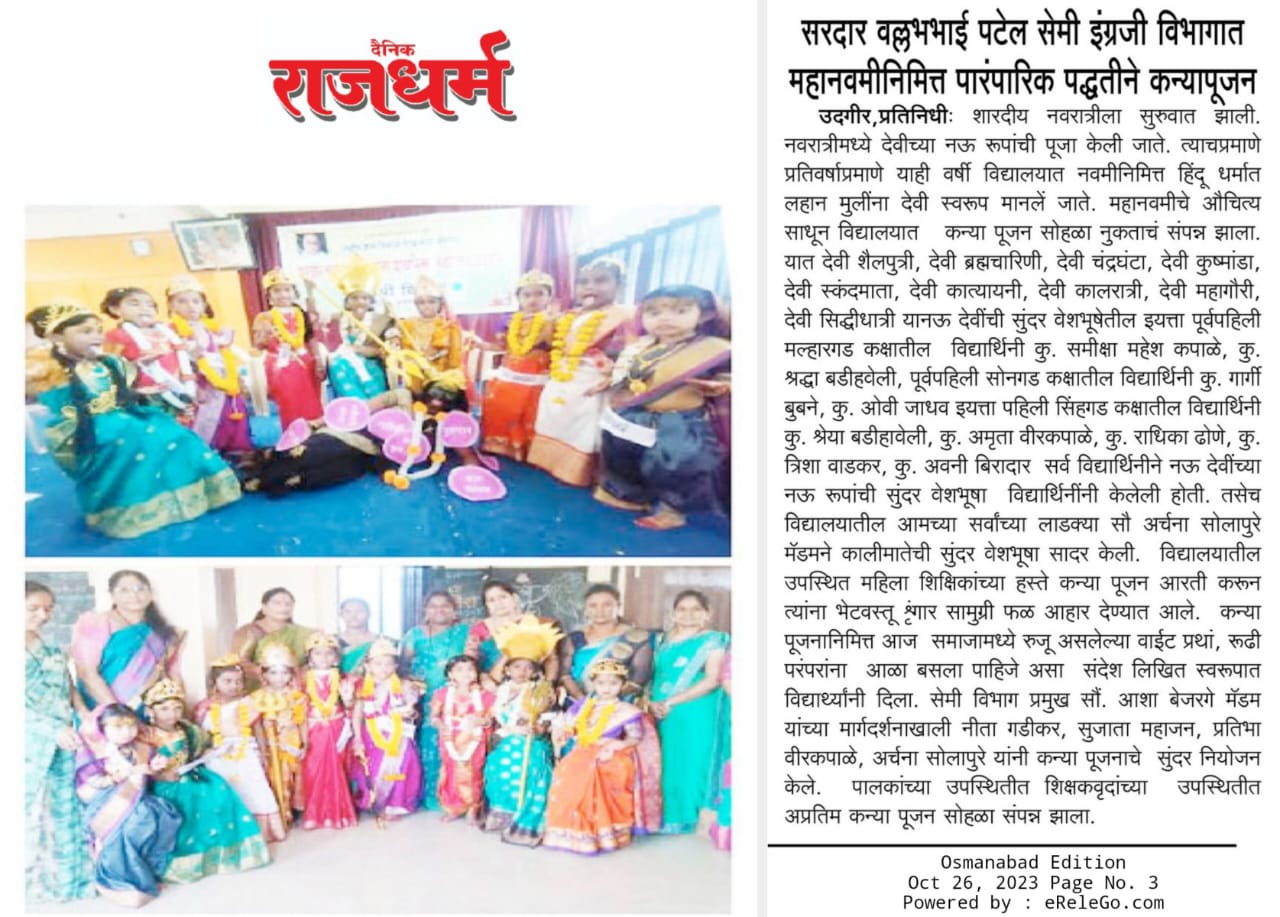 दैनिक
राजधर्म
सरदार वल्लभभाई पटेल सेमी इंग्रजी विभागात
महानवमीनिमित्त पारंपारिक पद्धतीने कन्यापूजन
उदगीर,प्रतिनिधीः शारदीय नवरात्रीला सुरुवात झाली.
नवरात्रीमध्ये देवीच्या नऊ रूपांची पूजा केली जाते. त्याचप्रमाणे
प्रतिवर्षाप्रमाणे याही वर्षी विद्यालयात नवमीनिमित्त हिंदू धर्मात
लहान मुलींना देवी स्वरूप मानलें जाते. महानवमीचे औचित्य
साधून विद्यालयात कन्या पूजन सोहळा नुकताचं संपन्न झाला.
यात देवी शैलपुत्री, देवी ब्रह्मचारिणी, देवी चंद्रघंटा, देवी कुष्मांडा,
देवी स्कंदमाता, देवी कात्यायनी, देवी कालरात्री, देवी महागौरी,
देवी सिद्धीधात्री यानऊ देवींची सुंदर वेशभूषेतील इयत्ता पूर्वपहिली
मल्हारगड कक्षातील विद्यार्थिनी कु. समीक्षा महेश कपाळे, कु.
श्रद्धा बडीहवेली, पूर्वपहिली सोनगड कक्षातील विद्यार्थिनी कु. गार्गी
बुबने, कु. ओवी जाधव इयत्ता पहिली सिंहगड कक्षातील विद्यार्थिनी
कु. श्रेया बडीहावेली, कु. अमृता वीरकपाळे, कु. राधिका ढोणे, कु.
त्रिशा वाडकर, कु. अवनी बिरादार सर्व विद्यार्थिनीने नऊ देवींच्या
नऊ रूपांची सुंदर वेशभूषा विद्यार्थिनींनी केलेली होती. तसेच
विद्यालयातील आमच्या सर्वांच्या लाडक्या सौ अर्चना सोलापुरे
मॅडमने कालीमातेची सुंदर वेशभूषा सादर केली. विद्यालयातील
उपस्थित महिला शिक्षिकांच्या हस्ते कन्या पूजन आरती करून
त्यांना भेटवस्तू शृंगार सामुग्री फळ आहार देण्यात आले. कन्या
पूजनानिमित्त आज समाजामध्ये रुजू असलेल्या वाईट प्रथां, रूढी
परंपरांना आळा बसला पाहिजे असा संदेश लिखित स्वरूपात
विद्यार्थ्यांनी दिला. सेमी विभाग प्रमुख सौं. आशा बेजरगे मॅडम
यांच्या मार्गदर्शनाखाली नीता गडीकर, सुजाता महाजन, प्रतिभा
वीरकपाळे, अर्चना सोलापुरे यांनी कन्या पूजनाचे सुंदर नियोजन
केले. पालकांच्या उपस्थितीत शिक्षकवृदांच्या उपस्थितीत
अप्रतिम कन्या पूजन सोहळा संपन्न झाला.
Osmanabad Edition
Oct 26, 2023 Page No. 3
Powered by : eReleGo.com